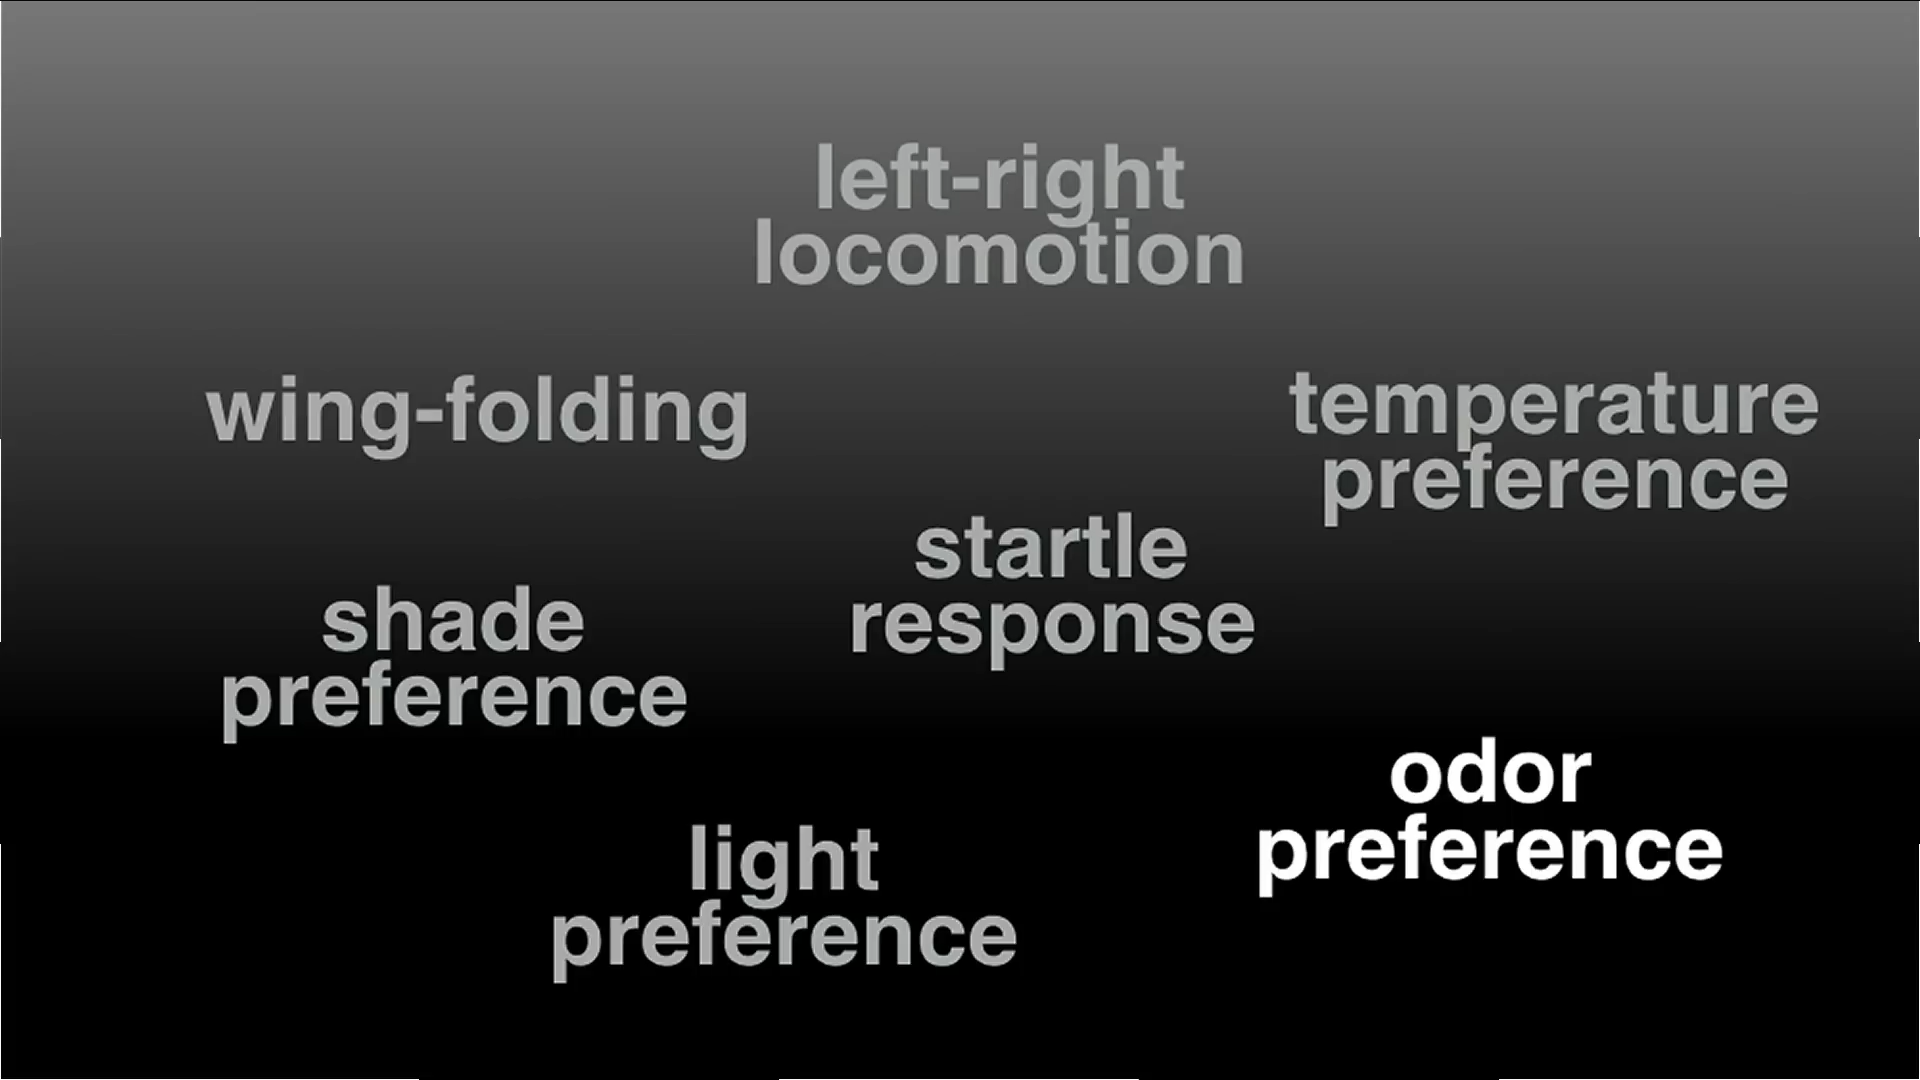 left-right
locomotion
wing-folding
temperature
preference
startle
response
shade
preference
odor
preference
light
preference